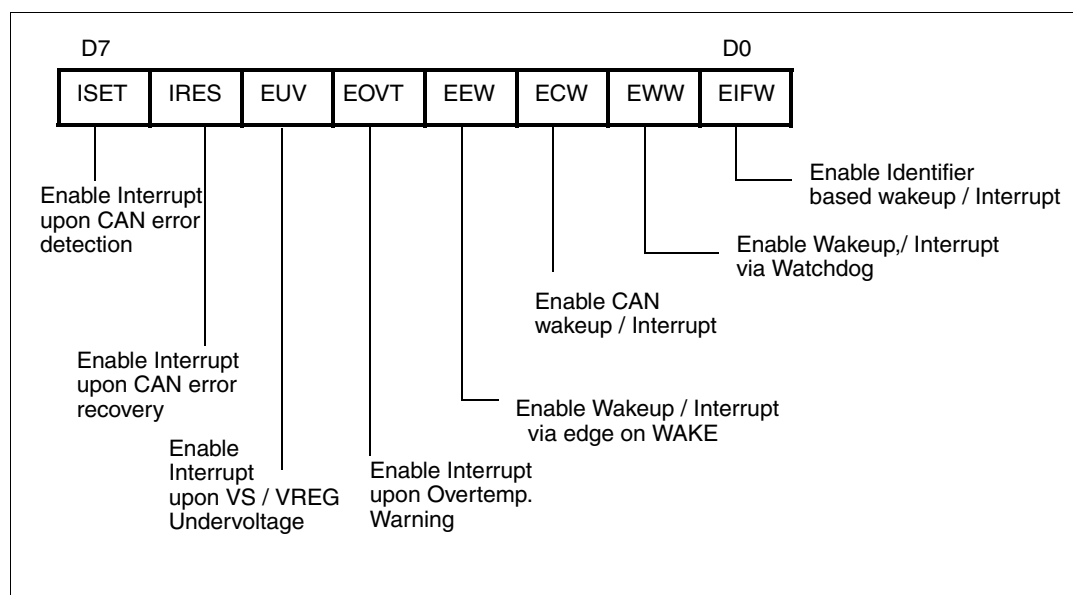 D7 D0
ISET IRES EUV EOVT EEW ECW EWW EIFW
Enable Identifier
based wakeup / Interrupt
Enable Interrupt
upon CAN error
detection
Enable Wakeup,/ Interrupt
via Watchdog
Enable CAN
wakeup / Interrupt
Enable Interrupt
upon CAN error
recovery
Enable Wakeup / Interrupt
via edge on WAKE
Enable
Interrupt
upon VS / VREG
Undervoltage
Enable Interrupt
upon Overtemp.
Warning